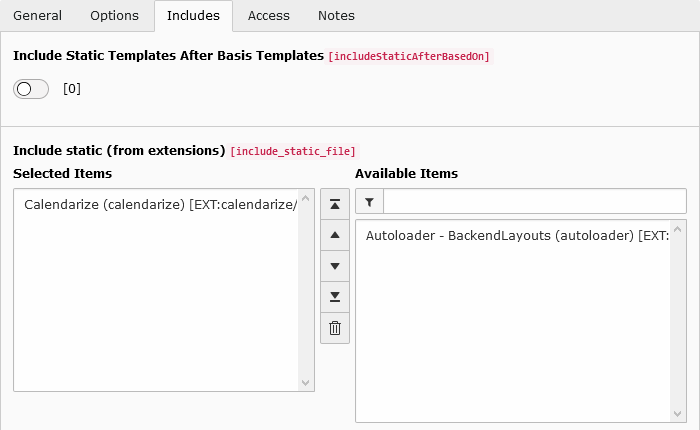 General Options Includes Access Notes
Include Static Templates After Basis Templates [includeStaticAfterBasedOn]
[0]
Include static (from extensions) [include_static_file]
Selected Items
Calendarize (calendarize) [EXT:calendarize/
Available Items
Autoloader - BackendLayouts (autoloader) [EXT: